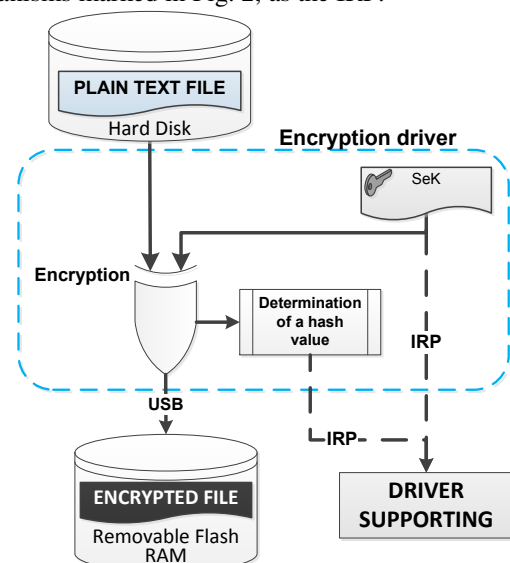 PLAIN TEXT FILE
Hard Disk
Encryption driver
SeK
Encryption
Determination
of a hash
value
IRP
USB
IRP
ENCRYPTED FILE
Removable Flash
RAM
DRIVER
SUPPORTING